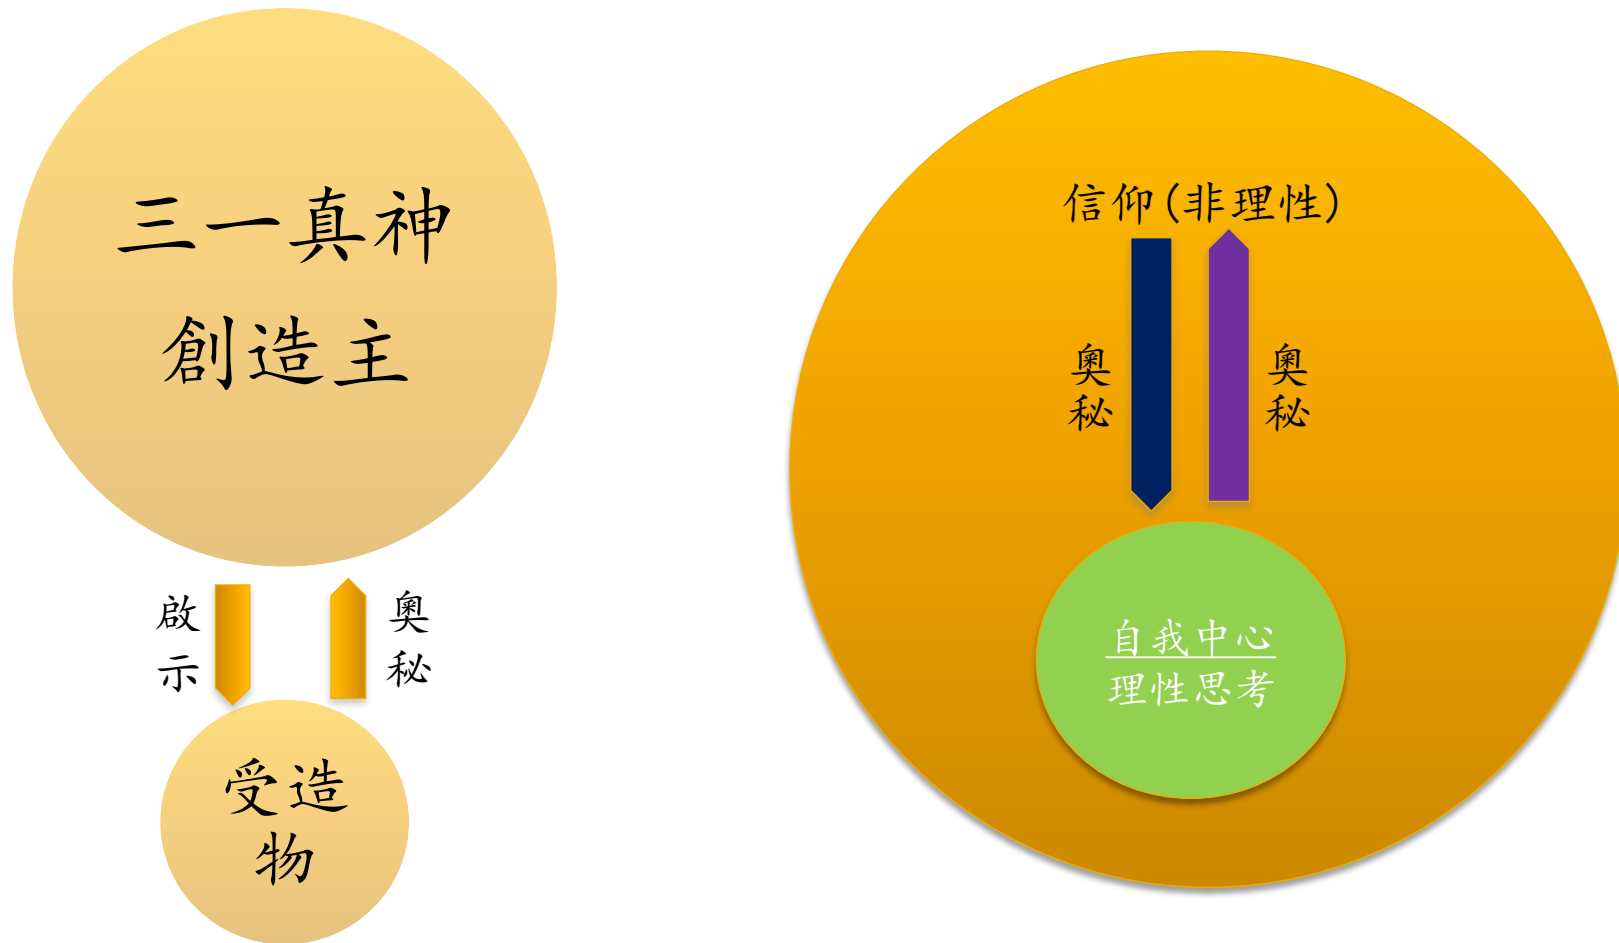 三一真神
創造主
啟
示
奧
秘
受造
物
信仰(非理性)
奧
秘
奧
秘
自我中心
理性思考